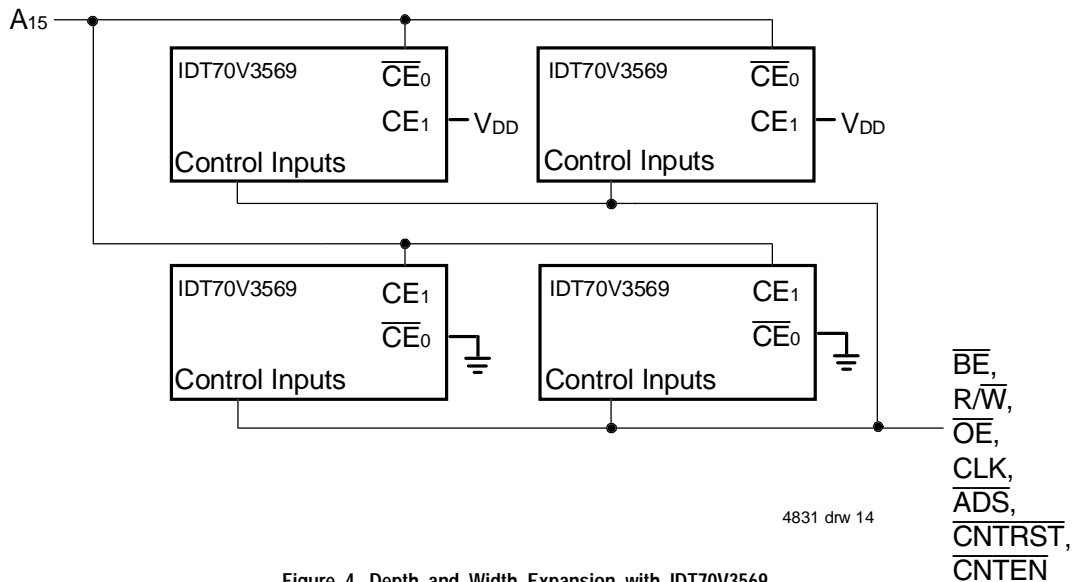 A15
IDT70V3569
CE0
CE1
VDD
Control Inputs
IDT70V3569
CE0
CE1
VDD
Control Inputs
IDT70V3569
CE1
CE0
Control Inputs
IDT70V3569
CE1
CE0
Control Inputs
BE,
R/W,
OE,
CLK,
ADS,
CNTRST,
CNTEN
4831 drw 14
Figure 4. Depth and Width Expansion with IDT70V3569